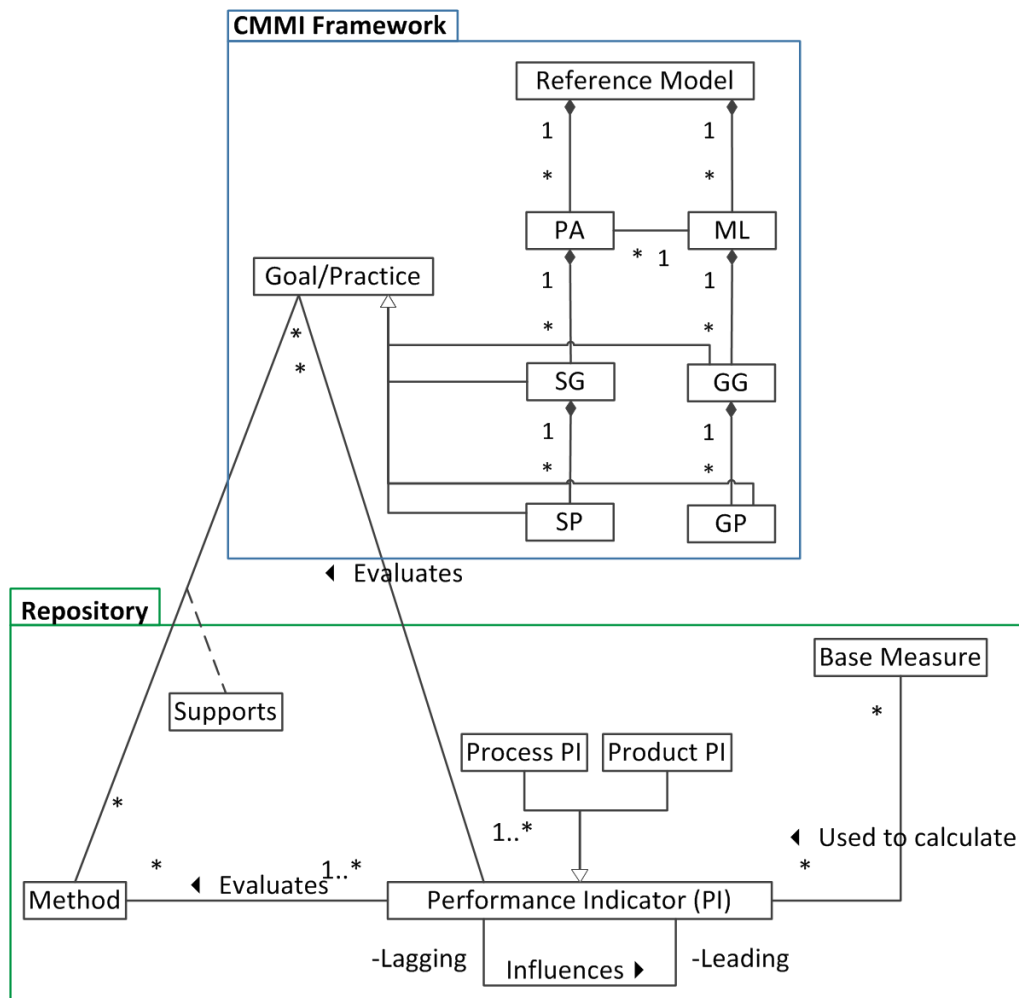 CMMI Framework
Reference Model
1
1
*
*
PA
ML
*
1
Goal/Practice
1
1
*
*
*
*
SG
GG
1
1
*
*
SP
GP
◄ Evaluates
Repository
Base Measure
Supports
*
Process PI
Product PI
*
1..*
◄ Used to calculate
*
1..*
*
◄ Evaluates
Method
Performance Indicator (PI)
-Lagging
-Leading
Influences ►